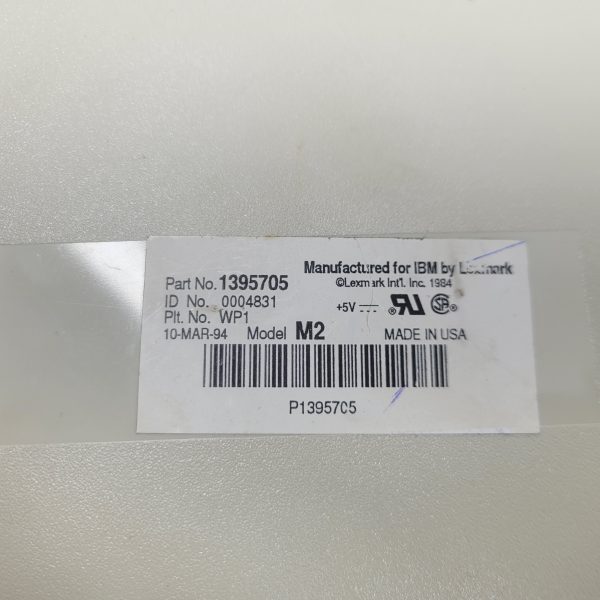 Manufactured for IBM by Lexmark
Part No. 1395705
©Lexmark Int'l. Inc. 1984
ID No. 0004831
+5V
Plt. No. WP1
10-MAR-94 Model M2
MADE IN USA
P1395705